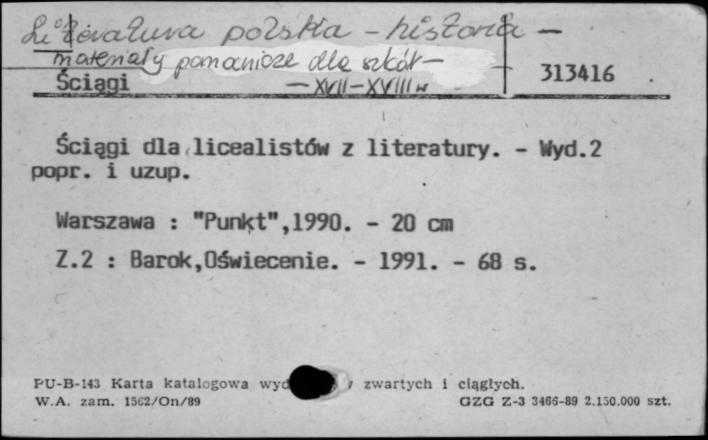 Literatura polska - historia -
materiały pomocnicze dla szkół -
Ściągi - XVII-XVIII w 313416
Ściągi dla licealistów z literatury. - Wyd.2
popr. i uzup.
Warszawa : "Punkt",1990. - 20 cm
Z.2 : Barok,Oświecenie. - 1991. - 68 s.
PU-B-143 Karta katalogowa zwartych i ciągłych.
W.A. zam. 1562/On/89 GZG Z-3 3466-89 2.150.000 szt.